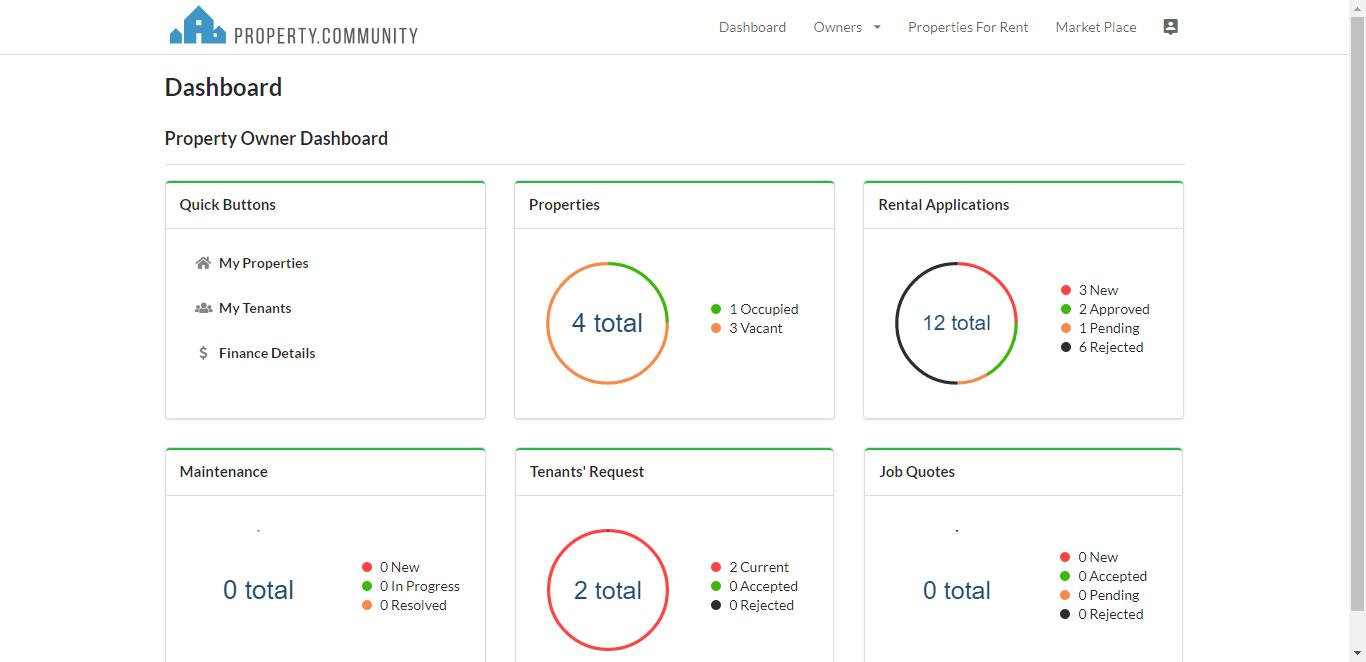 PROPERTY.COMMUNITY
Dashboard Owners Properties For Rent Market Place
Dashboard
Property Owner Dashboard
Quick Buttons
My Properties
My Tenants
Finance Details
Properties
4 total
1 Occupied
3 Vacant
Rental Applications
12 total
3 New
2 Approved
1 Pending
6 Rejected
Maintenance
0 total
0 New
0 In Progress
0 Resolved
Tenants' Request
2 total
2 Current
0 Accepted
0 Rejected
Job Quotes
0 total
0 New
0 Accepted
0 Pending
0 Rejected